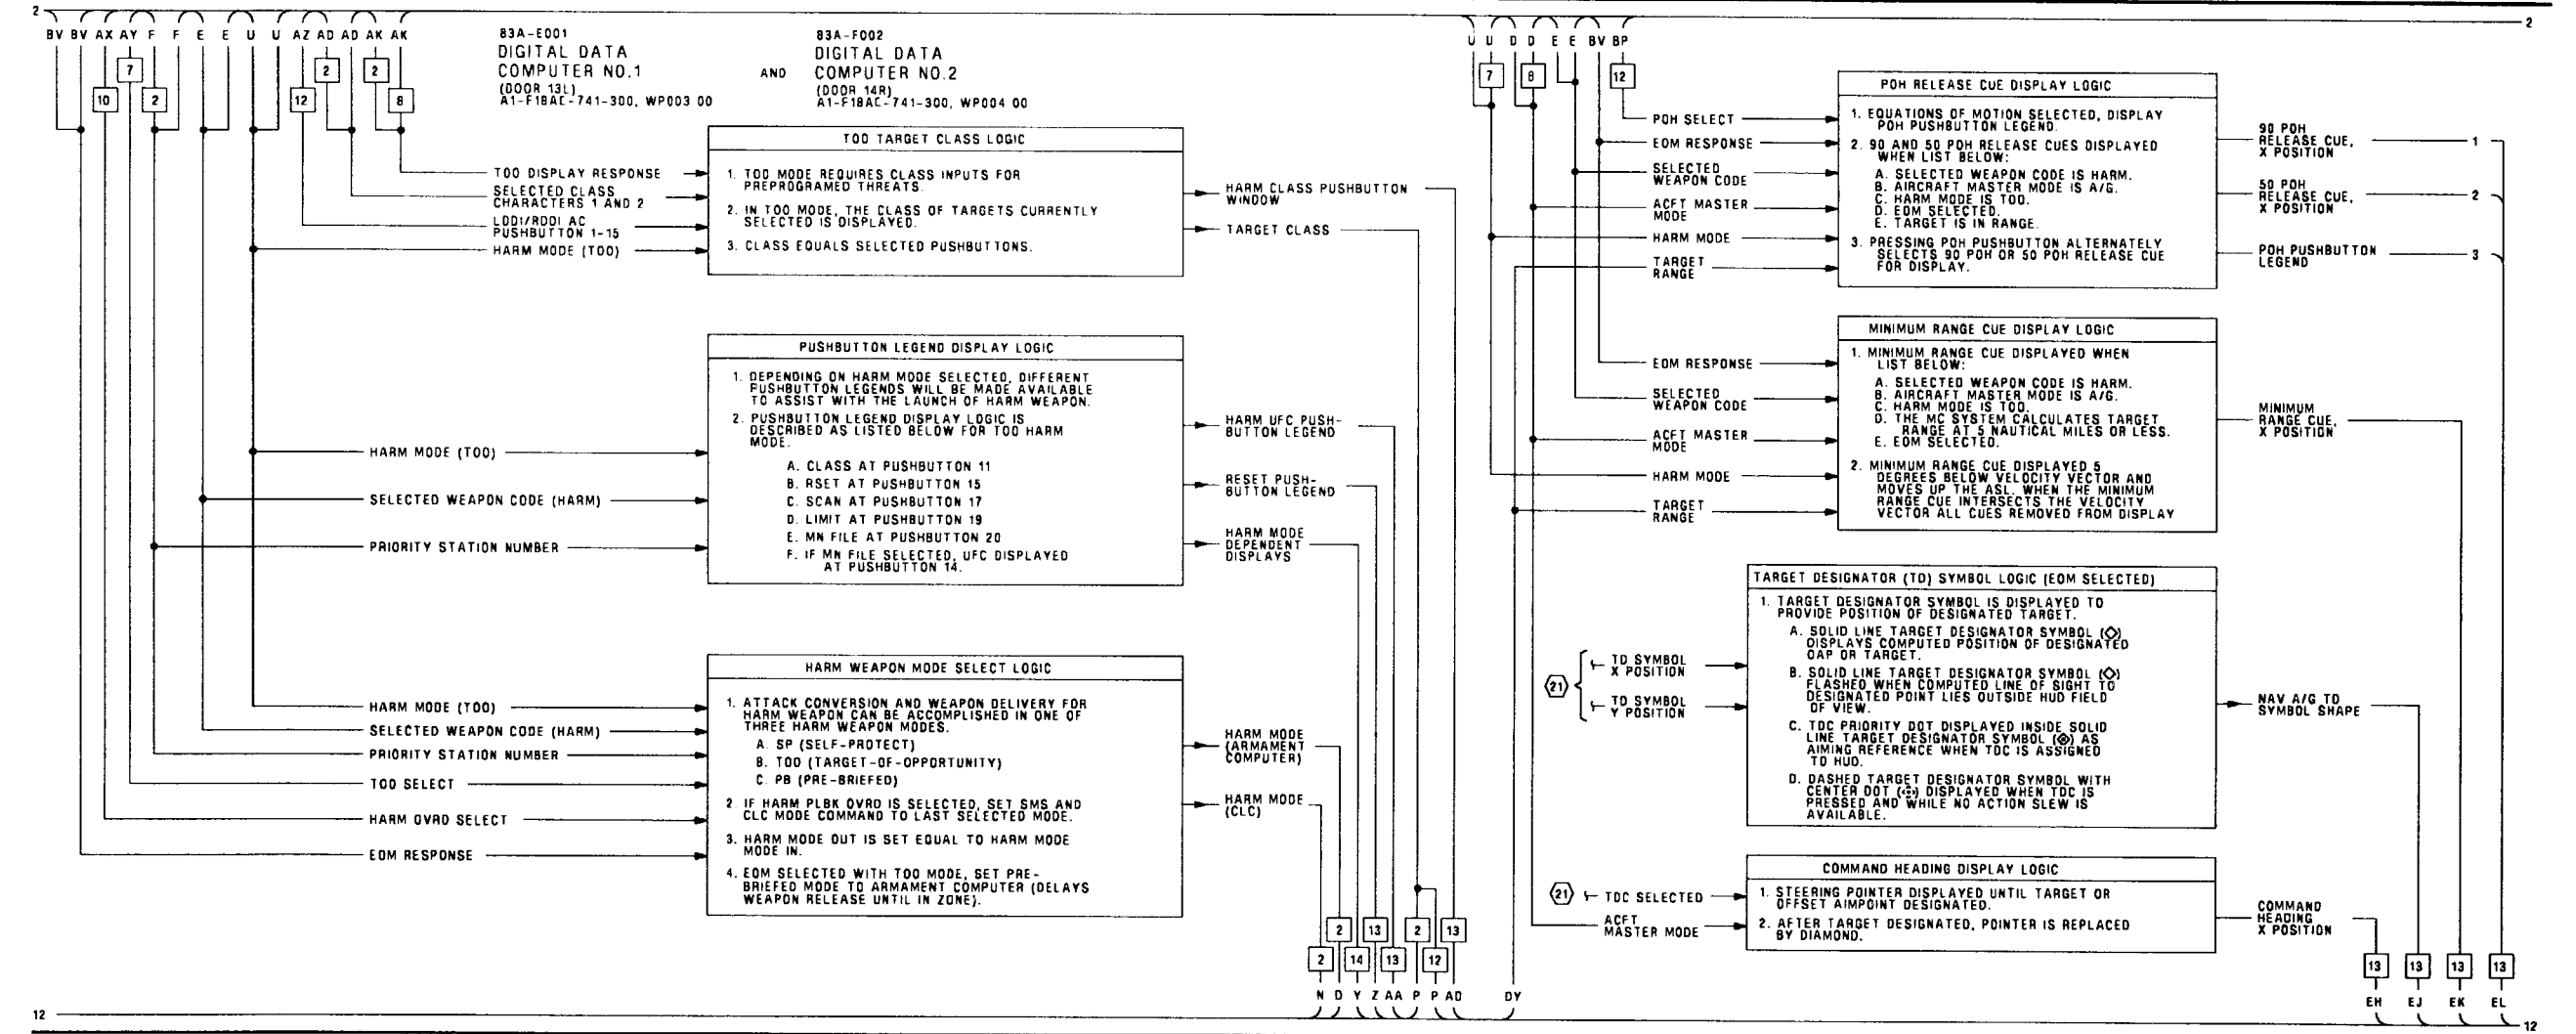 2
BV BV AX AY F F E E U U AZ AD AD AK AK
7
2
2
10
2
12
8
83A-E001
DIGITAL DATA
COMPUTER NO.1
(DOOR 13L)
A1-F18AC-741-300, WP003 00
AND
83A-F002
DIGITAL DATA
COMPUTER NO.2
(DOOR 14R)
A1-F18AC-741-300, WP004 00
TOO DISPLAY RESPONSE
SELECTED CLASS
CHARACTERS 1 AND 2
LDDI/RDDI AC
PUSHBUTTON 1-15
HARM MODE (TOO)
TOO TARGET CLASS LOGIC
1. TOO MODE REQUIRES CLASS INPUTS FOR
PREPROGRAMED THREATS.
2. IN TOO MODE, THE CLASS OF TARGETS CURRENTLY
SELECTED IS DISPLAYED.
3. CLASS EQUALS SELECTED PUSHBUTTONS.
HARM CLASS PUSHBUTTON
WINDOW
TARGET CLASS
HARM MODE (TOO)
SELECTED WEAPON CODE (HARM)
PRIORITY STATION NUMBER
PUSHBUTTON LEGEND DISPLAY LOGIC
1. DEPENDING ON HARM MODE SELECTED, DIFFERENT
PUSHBUTTON LEGENDS WILL BE MADE AVAILABLE
TO ASSIST WITH THE LAUNCH OF HARM WEAPON.
2. PUSHBUTTON LEGEND DISPLAY LOGIC IS
DESCRIBED AS LISTED BELOW FOR TOO HARM
MODE.
A. CLASS AT PUSHBUTTON 11
B. RSET AT PUSHBUTTON 15
C. SCAN AT PUSHBUTTON 17
D. LIMIT AT PUSHBUTTON 19
E. MN FILE AT PUSHBUTTON 20
F. IF MN FILE SELECTED, UFC DISPLAYED
AT PUSHBUTTON 14.
HARM UFC PUSH-
BUTTON LEGEND
RESET PUSH-
BUTTON LEGEND
HARM MODE
DEPENDENT
DISPLAYS
HARM MODE (TOO)
SELECTED WEAPON CODE (HARM)
PRIORITY STATION NUMBER
TOO SELECT
HARM OVRD SELECT
EOM RESPONSE
HARM WEAPON MODE SELECT LOGIC
1. ATTACK CONVERSION AND WEAPON DELIVERY FOR
HARM WEAPON CAN BE ACCOMPLISHED IN ONE OF
THREE HARM WEAPON MODES.
A. SP (SELF-PROTECT)
B. TOO (TARGET-OF-OPPORTUNITY)
C. PB (PRE-BRIEFED)
2. IF HARM PLBK OVRD IS SELECTED, SET SMS AND
CLC MODE COMMAND TO LAST SELECTED MODE.
3. HARM MODE OUT IS SET EQUAL TO HARM MODE
MODE IN.
4. EOM SELECTED WITH TOO MODE, SET PRE-
BRIEFED MODE TO ARMAMENT COMPUTER (DELAYS
WEAPON RELEASE UNTIL IN ZONE).
HARM MODE
(ARMAMENT
COMPUTER)
HARM MODE
(CLC)
2 13 2 13
2 14 13 12
N D Y Z AA P P AD
12
2
U U D D E E BV BP
7
8
12
POH SELECT
EOM RESPONSE
SELECTED
WEAPON CODE
ACFT MASTER
MODE
HARM MODE
TARGET
RANGE
POH RELEASE CUE DISPLAY LOGIC
1. EQUATIONS OF MOTION SELECTED, DISPLAY
POH PUSHBUTTON LEGEND.
2. 90 AND 50 POH RELEASE CUES DISPLAYED
WHEN LIST BELOW:
A. SELECTED WEAPON CODE IS HARM.
B. AIRCRAFT MASTER MODE IS A/G.
C. HARM MODE IS TOO.
D. EOM SELECTED.
E. TARGET IS IN RANGE.
3. PRESSING POH PUSHBUTTON ALTERNATELY
SELECTS 90 POH OR 50 POH RELEASE CUE
FOR DISPLAY.
90 POH
RELEASE CUE,
X POSITION
1
50 POH
RELEASE CUE,
X POSITION
2
POH PUSHBUTTON
LEGEND
3
EOM RESPONSE
SELECTED
WEAPON CODE
ACFT MASTER
MODE
HARM MODE
TARGET
RANGE
MINIMUM RANGE CUE DISPLAY LOGIC
1. MINIMUM RANGE CUE DISPLAYED WHEN
LIST BELOW:
A. SELECTED WEAPON CODE IS HARM.
B. AIRCRAFT MASTER MODE IS A/G.
C. HARM MODE IS TOO.
D. THE MC SYSTEM CALCULATES TARGET
RANGE AT 5 NAUTICAL MILES OR LESS.
E. EOM SELECTED.
2. MINIMUM RANGE CUE DISPLAYED 5
DEGREES BELOW VELOCITY VECTOR AND
MOVES UP THE ASL. WHEN THE MINIMUM
RANGE CUE INTERSECTS THE VELOCITY
VECTOR ALL CUES REMOVED FROM DISPLAY
MINIMUM
RANGE CUE,
X POSITION
21
TD SYMBOL
X POSITION
TD SYMBOL
Y POSITION
TARGET DESIGNATOR (TD) SYMBOL LOGIC (EOM SELECTED)
1. TARGET DESIGNATOR SYMBOL IS DISPLAYED TO
PROVIDE POSITION OF DESIGNATED TARGET.
A. SOLID LINE TARGET DESIGNATOR SYMBOL (◇)
DISPLAYS COMPUTED POSITION OF DESIGNATED
OAP OR TARGET.
B. SOLID LINE TARGET DESIGNATOR SYMBOL (◇)
FLASHED WHEN COMPUTED LINE OF SIGHT TO
DESIGNATED POINT LIES OUTSIDE HUD FIELD
OF VIEW.
C. TDC PRIORITY DOT DISPLAYED INSIDE SOLID
LINE TARGET DESIGNATOR SYMBOL (◈) AS
AIMING REFERENCE WHEN TDC IS ASSIGNED
TO HUD.
D. DASHED TARGET DESIGNATOR SYMBOL WITH
CENTER DOT (◈) DISPLAYED WHEN TDC IS
PRESSED AND WHILE NO ACTION SLEW IS
AVAILABLE.
NAV A/G TD
SYMBOL SHAPE
21
TDC SELECTED
ACFT
MASTER MODE
COMMAND HEADING DISPLAY LOGIC
1. STEERING POINTER DISPLAYED UNTIL TARGET OR
OFFSET AIMPOINT DESIGNATED.
2. AFTER TARGET DESIGNATED, POINTER IS REPLACED
BY DIAMOND.
COMMAND
HEADING
X POSITION
13 13 13 13
DY
EH EJ EK EL
12